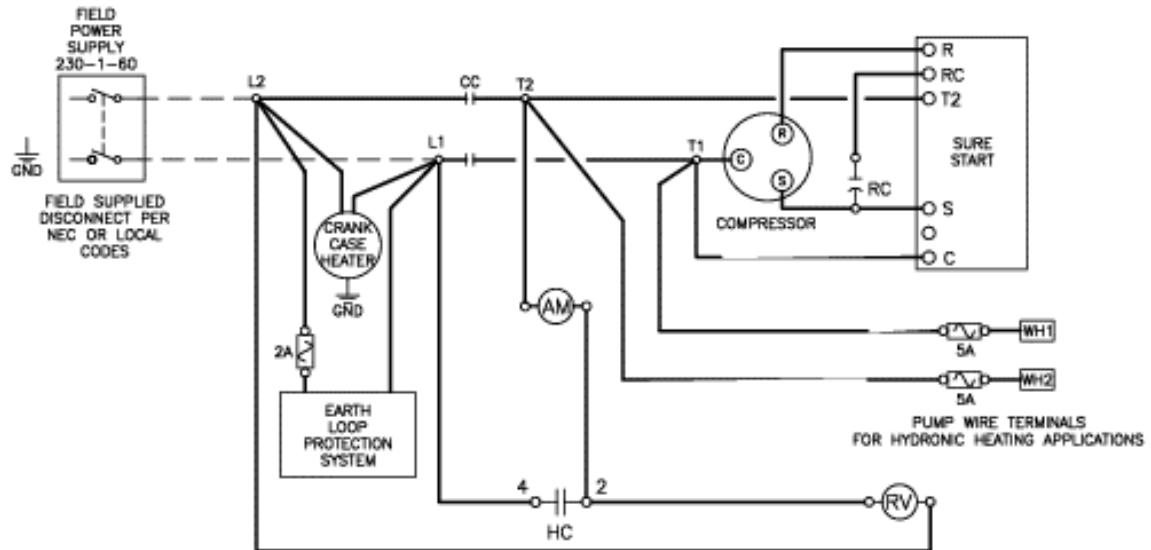 FIELD
POWER
SUPPLY
230-1-60
GND
FIELD SUPPLIED
DISCONNECT PER
NEC OR LOCAL
CODES
L2
CC
T2
L1
T1
CRANK
CASE
HEATER
GND
2A
EARTH
LOOP
PROTECTION
SYSTEM
AM
R
C
S
COMPRESSOR
RC
R
RC
T2
SURE
START
S
C
WH1
5A
WH2
5A
PUMP WIRE TERMINALS
FOR HYDRONIC HEATING APPLICATIONS
4
2
HC
RV